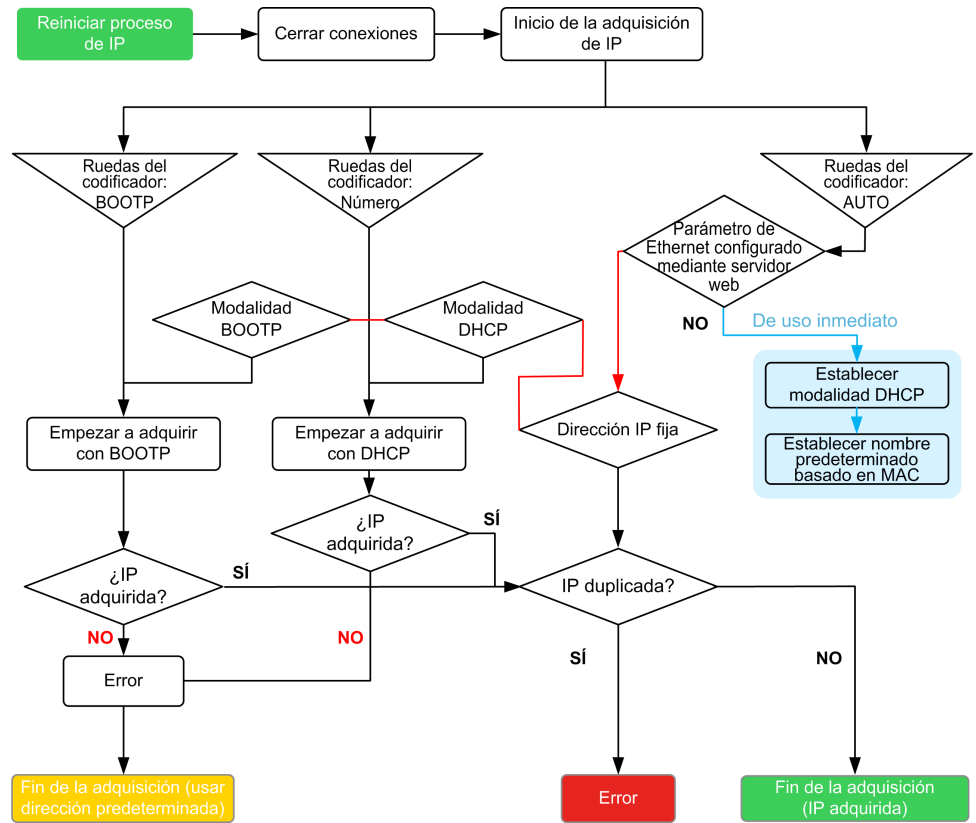 Reiniciar proceso
de IP
Cerrar conexiones
Inicio de la adquisición
de IP
Ruedas del
codificador:
BOOTP
Ruedas del
codificador:
Número
Ruedas del
codificador:
AUTO
Parámetro de
Ethernet configurado
mediante servidor
web
Modalidad
BOOTP
Modalidad
DHCP
NO
De uso inmediato
Establecer
modalidad DHCP
Establecer nombre
predeterminado
basado en MAC
Empezar a adquirir
con BOOTP
Empezar a adquirir
con DHCP
Dirección IP fija
¿IP
adquirida?
SÍ
¿IP
adquirida?
SÍ
IP duplicada?
NO
NO
SÍ
NO
Error
Fin de la adquisición (usar
dirección predeterminada)
Error
Fin de la adquisición
(IP adquirida)